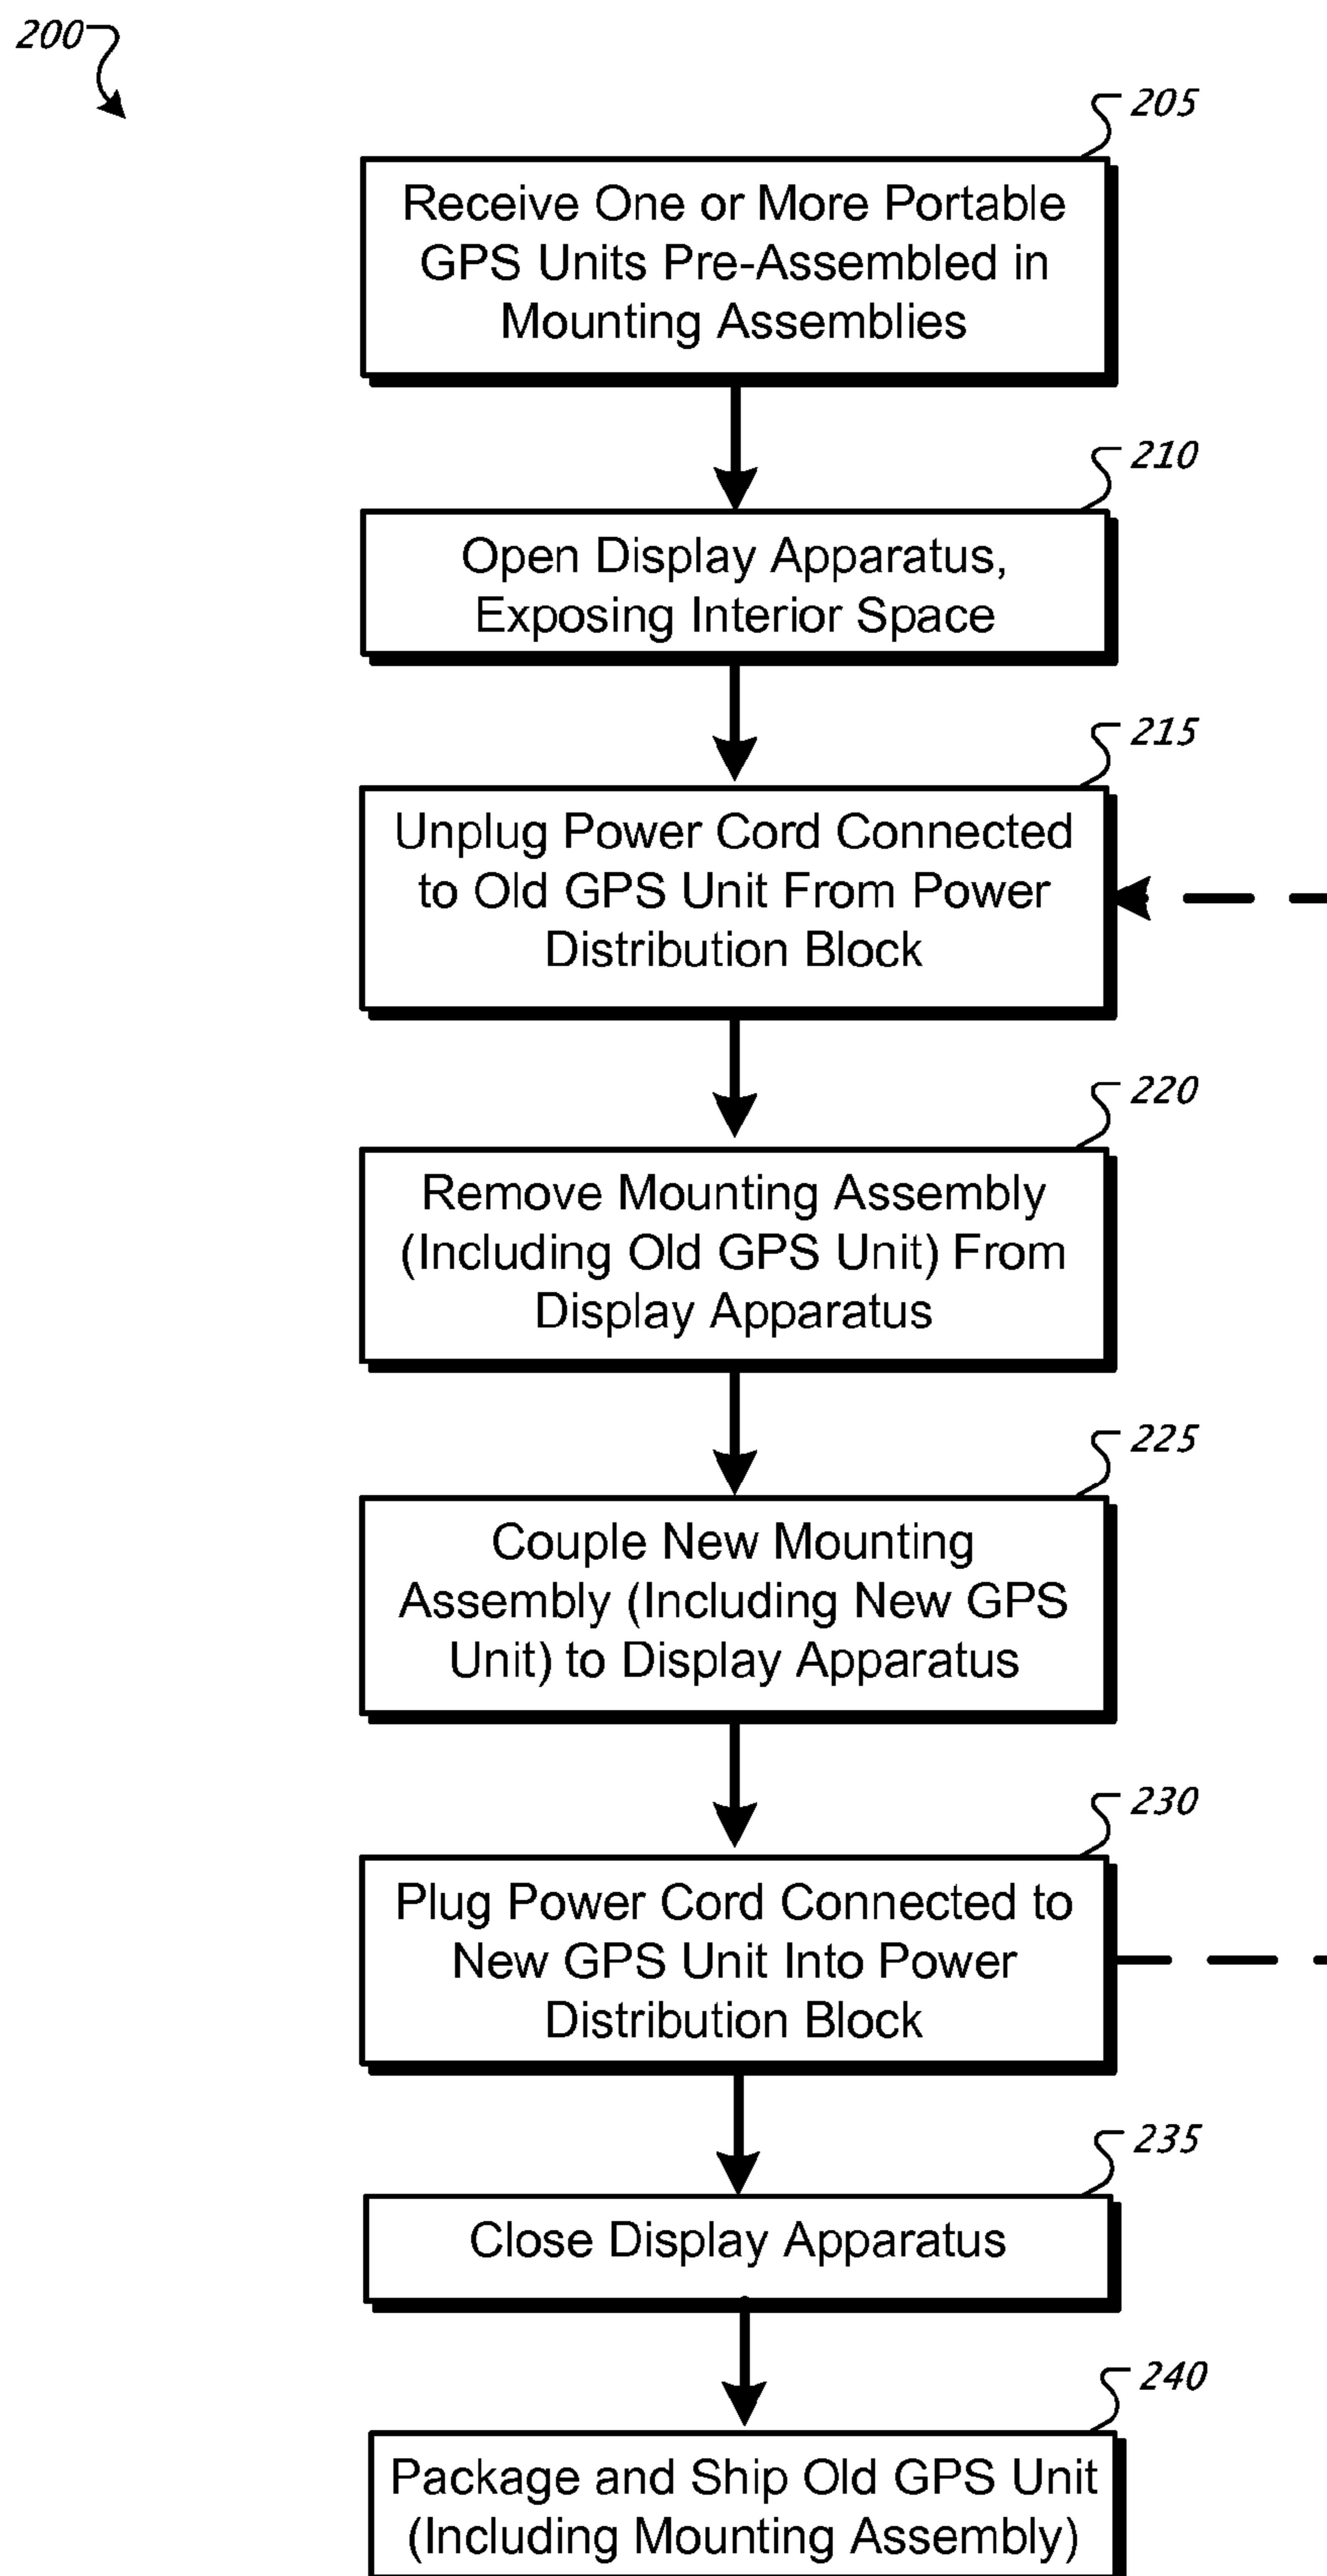 200
205
Receive One or More Portable
GPS Units Pre-Assembled in
Mounting Assemblies
210
Open Display Apparatus,
Exposing Interior Space
215
Unplug Power Cord Connected
to Old GPS Unit From Power
Distribution Block
220
Remove Mounting Assembly
(Including Old GPS Unit) From
Display Apparatus
225
Couple New Mounting
Assembly (Including New GPS
Unit) to Display Apparatus
230
Plug Power Cord Connected to
New GPS Unit Into Power
Distribution Block
235
Close Display Apparatus
240
Package and Ship Old GPS Unit
(Including Mounting Assembly)